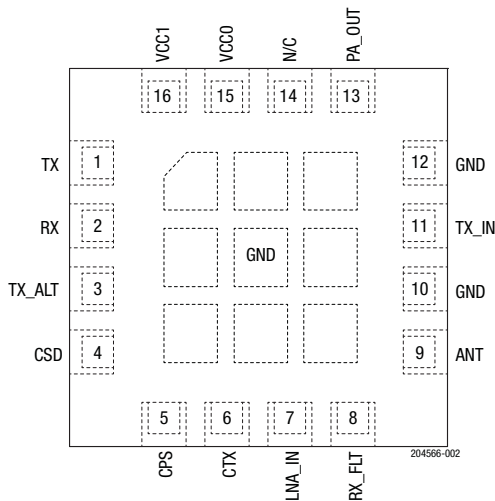 VCC1
VCC0
N/C
PA_OUT
16
15
14
13
TX
1
12
GND
RX
2
11
TX_IN
GND
TX_ALT
3
10
GND
CSD
4
9
ANT
5
6
7
8
CPS
CTX
LNA_IN
RX_FLT
204566-002